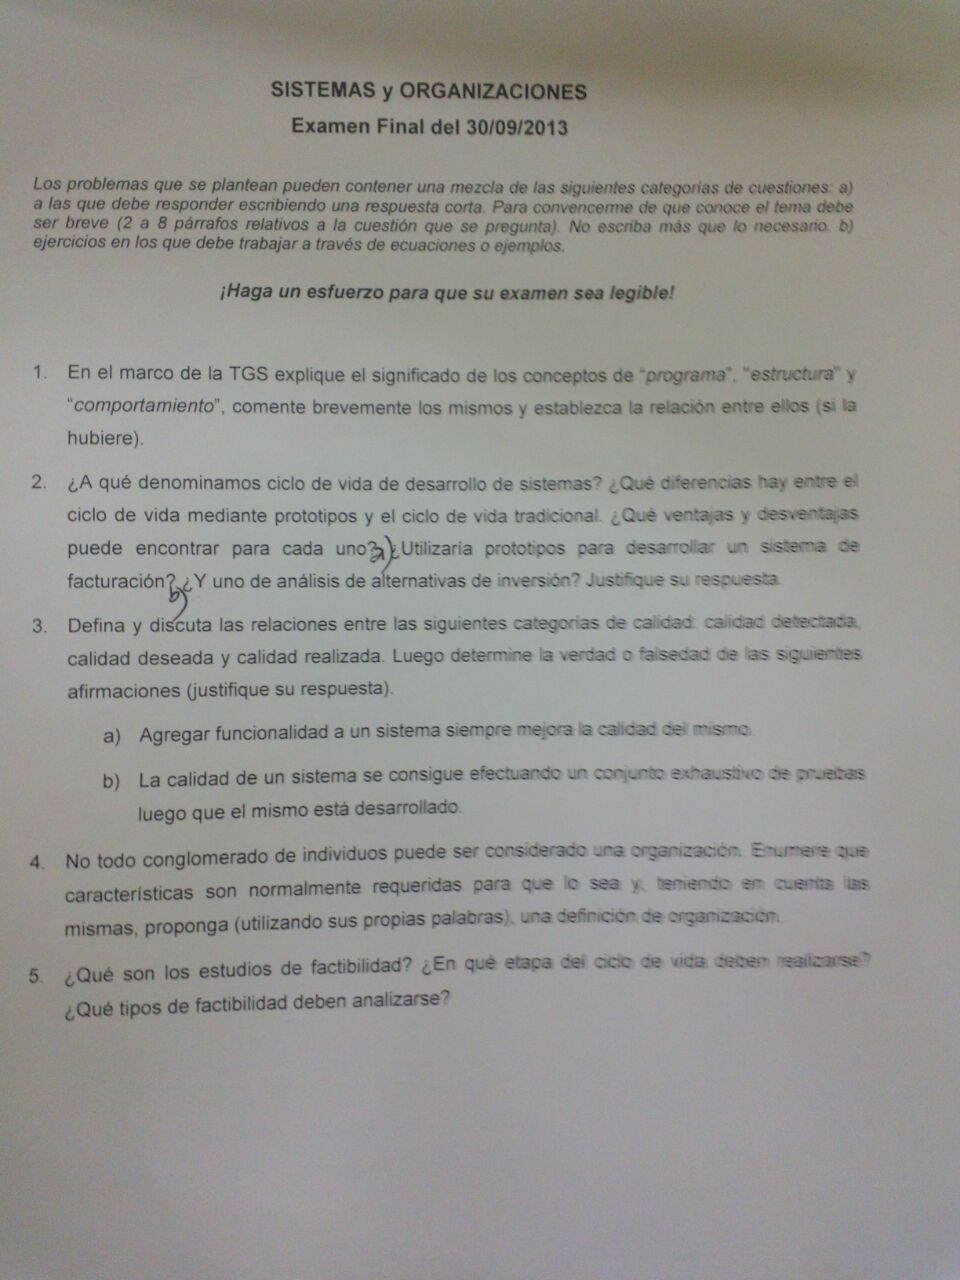 SISTEMAS y ORGANIZACIONES
Examen Final del 30/09/2013
Los problemas que se plantean pueden contener una mezcla de las siguientes categorías de cuestiones: a)
a las que debe responder escribiendo una respuesta corta. Para convencerme de que conoce el tema debe
ser breve (2 a 8 párrafos relativos a la cuestión que se pregunta). No escriba más que lo necesario. b)
ejercicios en los que debe trabajar a través de ecuaciones o ejemplos.
¡Haga un esfuerzo para que su examen sea legible!
1. En el marco de la TGS explique el significado de los conceptos de "programa", "estructura" y
"comportamiento", comente brevemente los mismos y establezca la relación entre ellos (si la
hubiere).
2. ¿A qué denominamos ciclo de vida de desarrollo de sistemas? ¿Qué diferencias hay entre el
ciclo de vida mediante prototipos y el ciclo de vida tradicional. ¿Qué ventajas y desventajas
puede encontrar para cada uno? a) ¿Utilizaría prototipos para desarrollar un sistema de
facturación? b) ¿Y uno de análisis de alternativas de inversión? Justifique su respuesta.
3. Defina y discuta las relaciones entre las siguientes categorías de calidad: calidad detectada,
calidad deseada y calidad realizada. Luego determine la verdad o falsedad de las siguientes
afirmaciones (justifique su respuesta).
a) Agregar funcionalidad a un sistema siempre mejora la calidad del mismo.
b) La calidad de un sistema se consigue efectuando un conjunto exhaustivo de pruebas
luego que el mismo está desarrollado.
4. No todo conglomerado de individuos puede ser considerado una organización. Enumere que
características son normalmente requeridas para que lo sea y, teniendo en cuenta las
mismas, proponga (utilizando sus propias palabras), una definición de organización.
5. ¿Qué son los estudios de factibilidad? ¿En qué etapa del ciclo de vida deben realizarse?
¿Qué tipos de factibilidad deben analizarse?